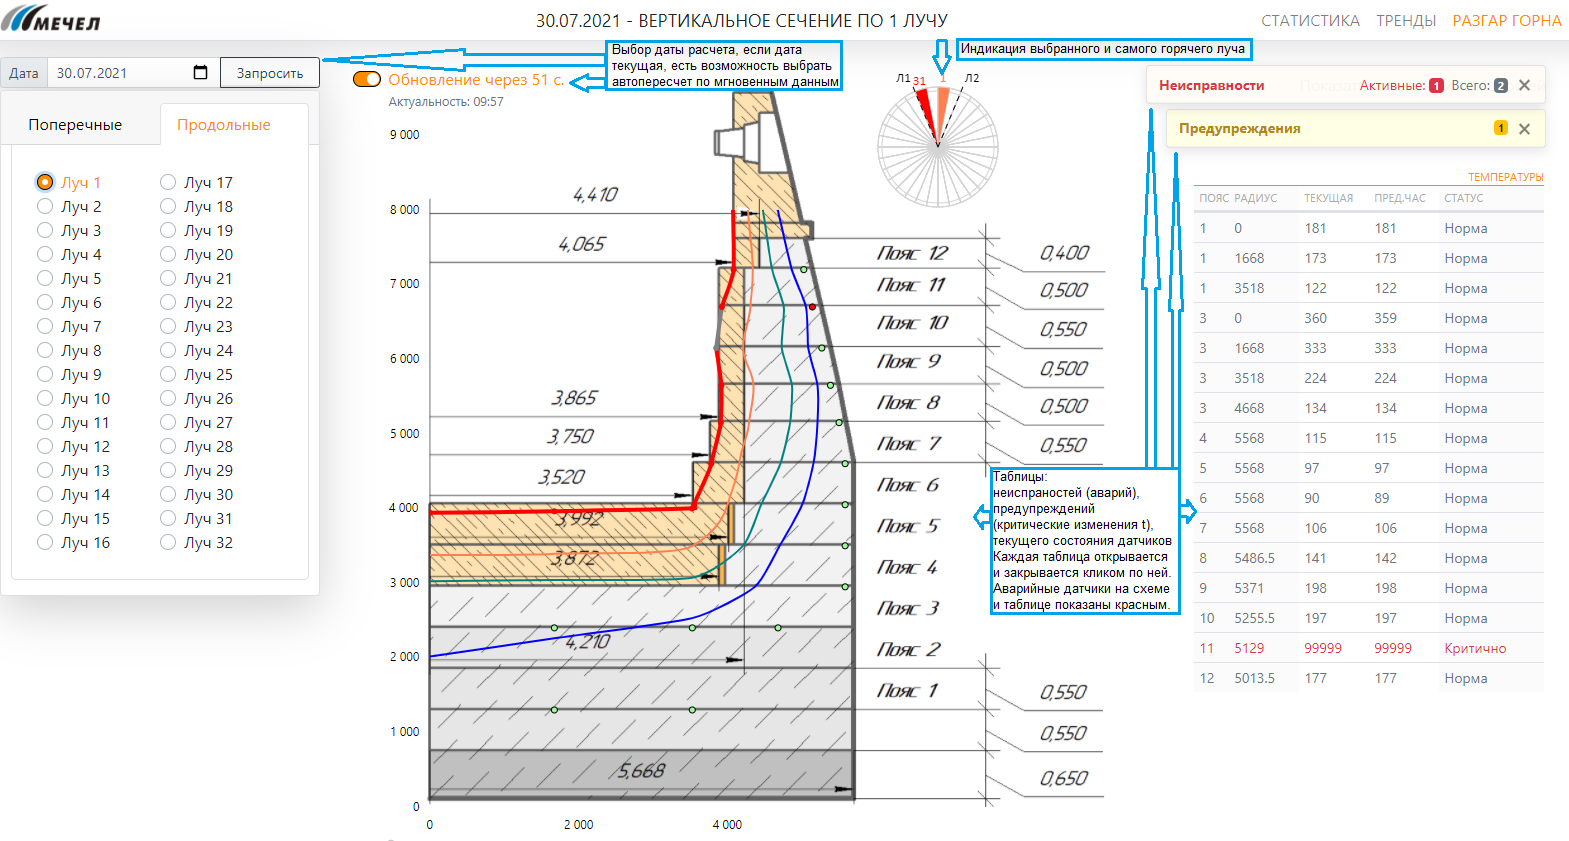 мечел
30.07.2021 - ВЕРТИКАЛЬНОЕ СЕЧЕНИЕ ПО 1 ЛУЧУ
СТАТИСТИКА ТРЕНДЫ РАЗГАР ГОРНА
Дата 30.07.2021 Запросить
Поперечные Продольные
Луч 1 Луч 17
Луч 2 Луч 18
Луч 3 Луч 19
Луч 4 Луч 20
Луч 5 Луч 21
Луч 6 Луч 22
Луч 7 Луч 23
Луч 8 Луч 24
Луч 9 Луч 25
Луч 10 Луч 26
Луч 11 Луч 27
Луч 12 Луч 28
Луч 13 Луч 29
Луч 14 Луч 30
Луч 15 Луч 31
Луч 16 Луч 32
Обновление через 51 с.
Актуальность: 09:57
Выбор даты расчета, если дата
текущая, есть возможность выбрать
автопересчет по мгновенным данным
Индикация выбранного и самого горячего луча
Л1 31 1 Л2
9 000
8 000
7 000
6 000
5 000
4 000
3 000
2 000
1 000
0
0 2 000 4 000
4,410
4,065
3,865
3,750
3,520
3,992
3,872
4,210
5,668
Пояс 12
Пояс 11
Пояс 10
Пояс 9
Пояс 8
Пояс 7
Пояс 6
Пояс 5
Пояс 4
Пояс 3
Пояс 2
Пояс 1
0,400
0,500
0,550
0,500
0,500
0,550
0,550
0,550
0,650
Таблицы:
неиспраностей (аварий),
предупреждений
(критические изменения t),
текущего состояния датчиков
Каждая таблица открывается
и закрывается кликом по ней.
Аварийные датчики на схеме
и таблице показаны красным.
Неисправности Активные: 1 Всего: 2
Предупреждения 1
ТЕМПЕРАТУРЫ
ПОЯС РАДИУС ТЕКУЩАЯ ПРЕД.ЧАС СТАТУС
1 0 181 181 Норма
1 1668 173 173 Норма
1 3518 122 122 Норма
3 0 360 359 Норма
3 1668 333 333 Норма
3 3518 224 224 Норма
3 4668 134 134 Норма
4 5568 115 115 Норма
5 5568 97 97 Норма
6 5568 90 89 Норма
7 5568 106 106 Норма
8 5486.5 141 142 Норма
9 5371 198 198 Норма
10 5255.5 197 197 Норма
11 5129 99999 99999 Критично
12 5013.5 177 177 Норма